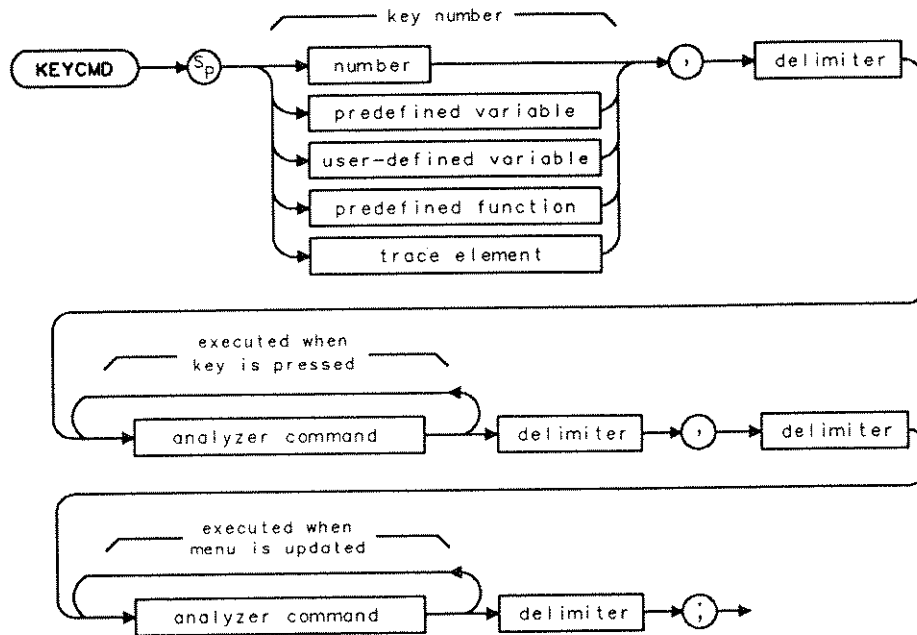 key number
KEYCMD
SP
number
,
delimiter
predefined variable
user-defined variable
predefined function
trace element
executed when
key is pressed
analyzer command
delimiter
,
delimiter
executed when
menu is updated
analyzer command
delimiter
;